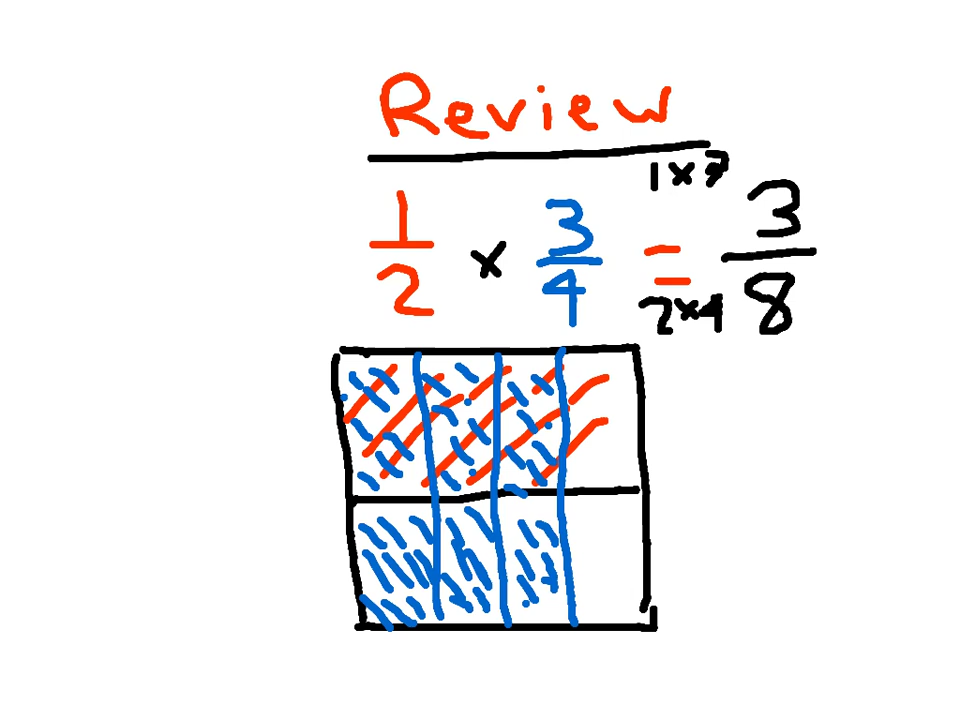 Review
1 × 3
1/2 × 3/4 = 3/8
2×4